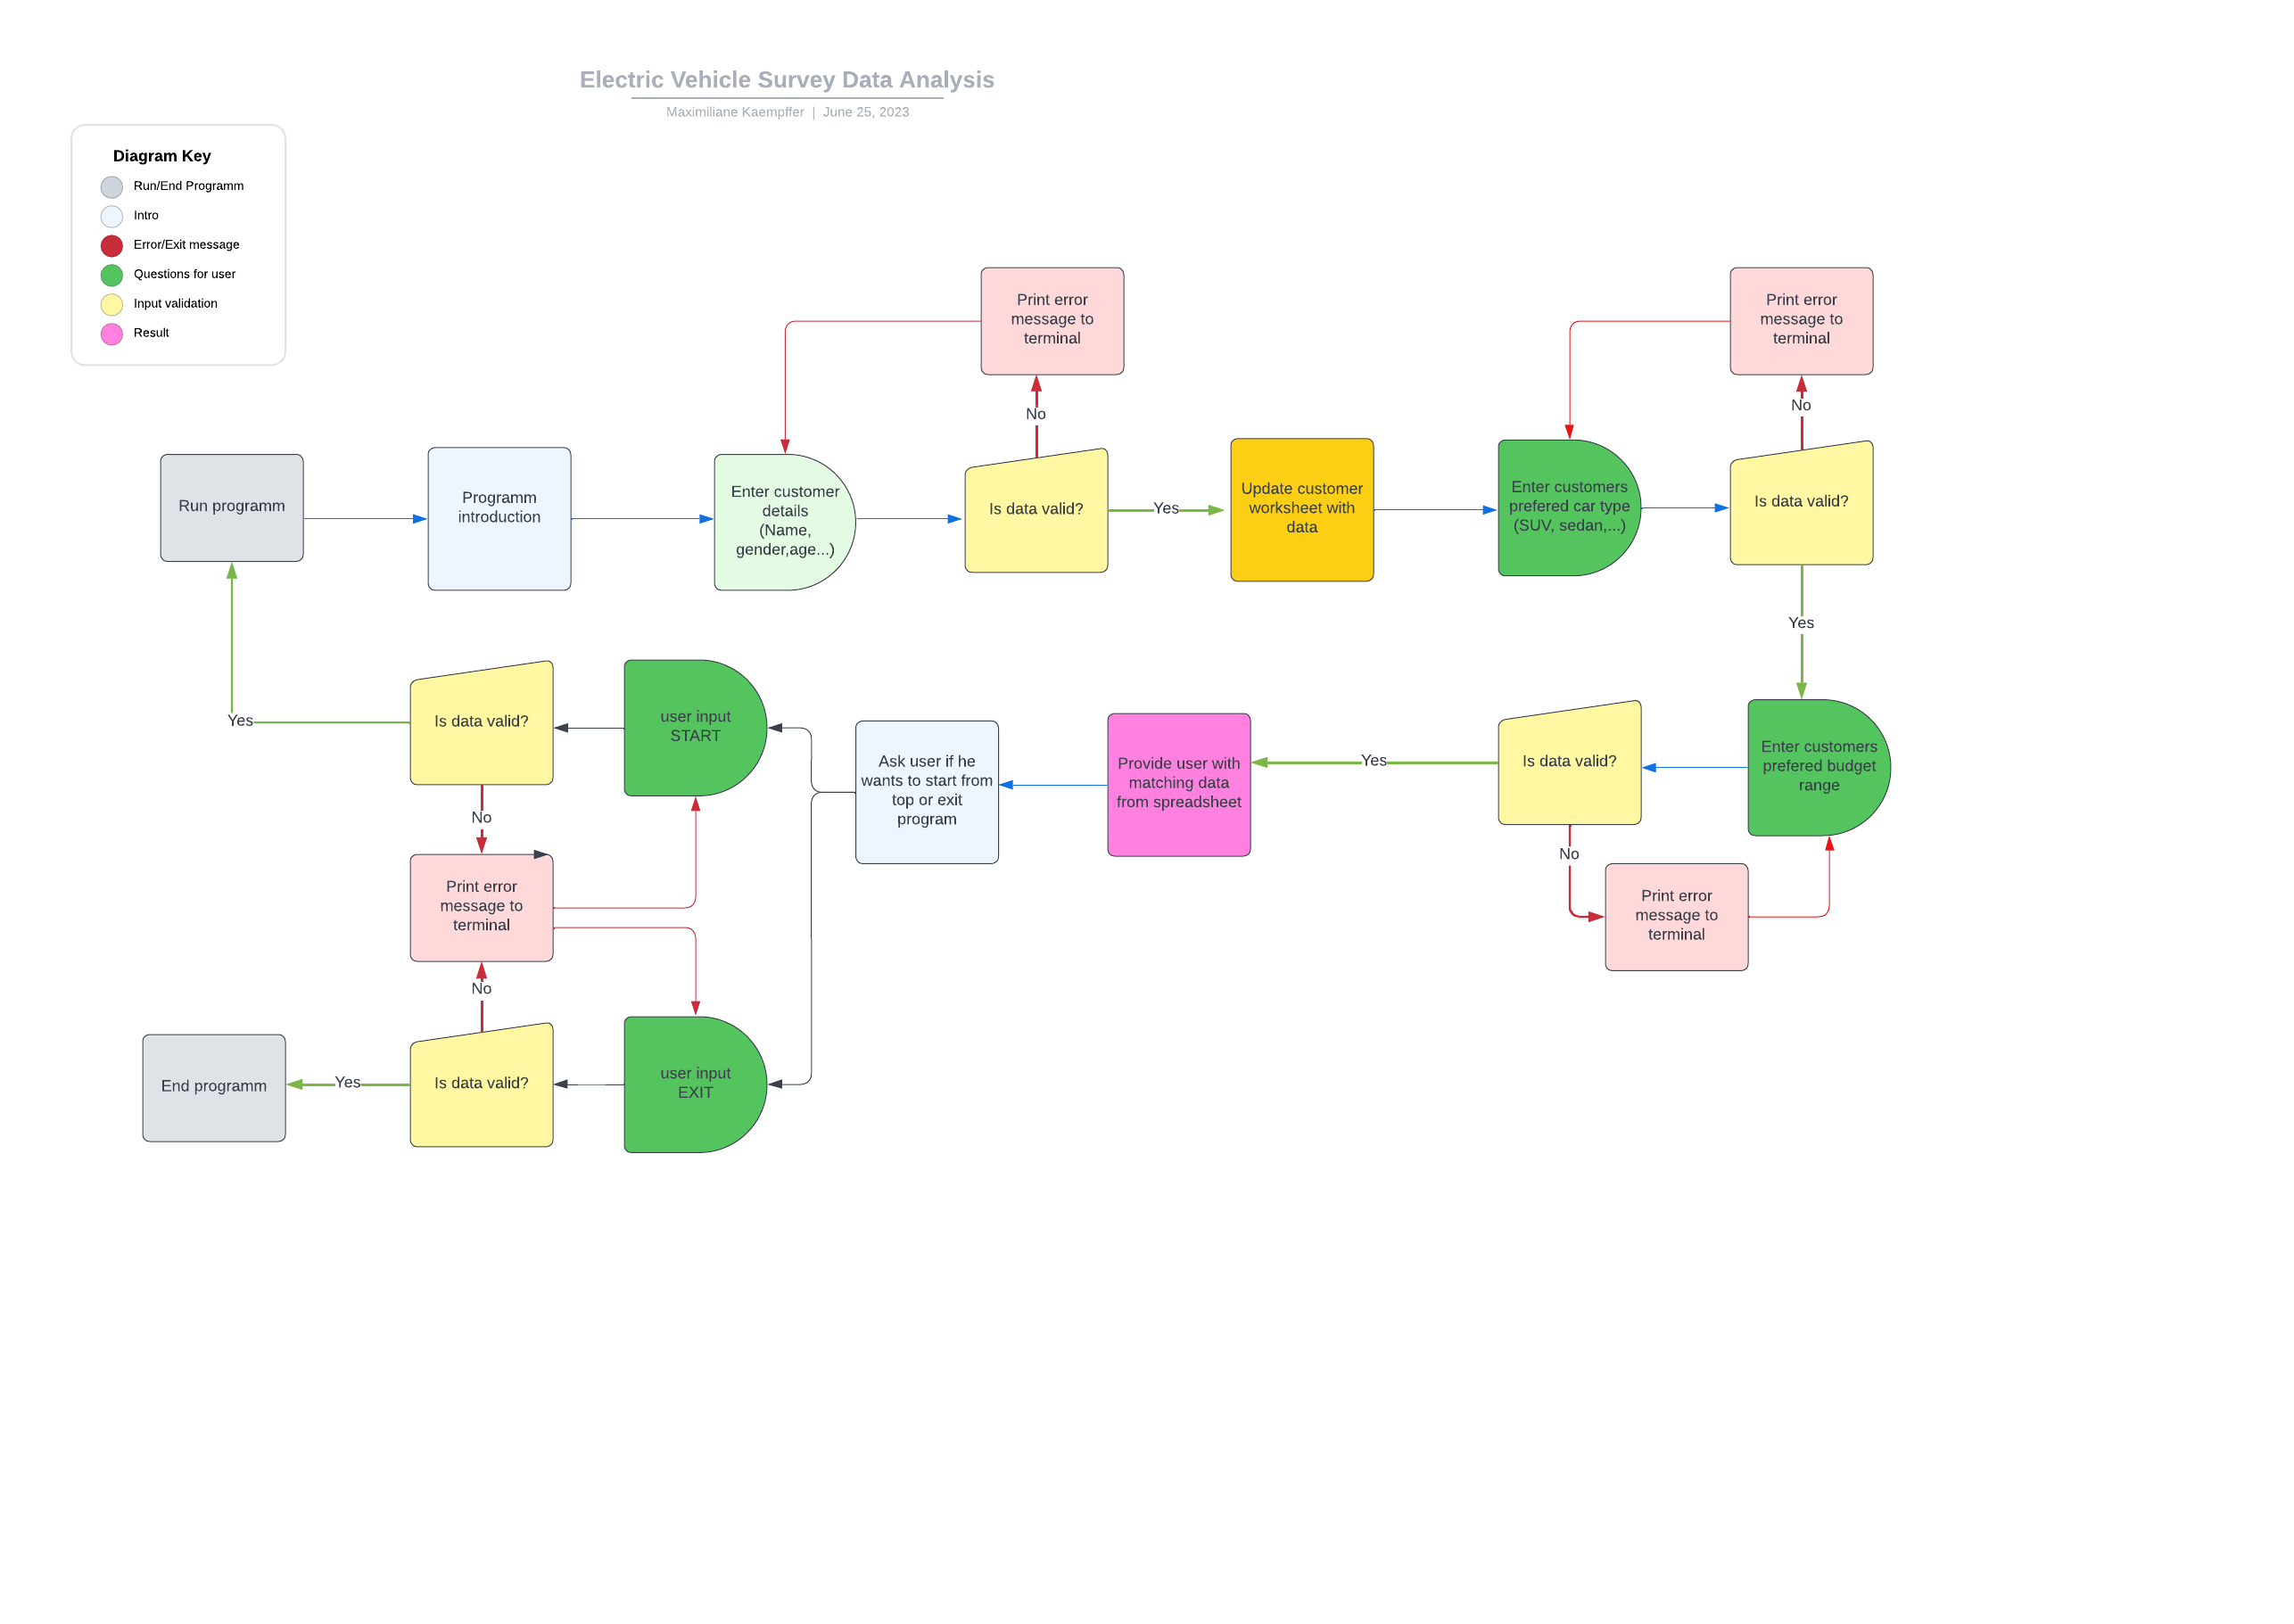 Electric Vehicle Survey Data Analysis
Maximiliane Kaempffer | June 25, 2023
Diagram Key
Run/End Programm
Intro
Error/Exit message
Questions for user
Input validation
Result
Print error
message to
terminal
Print error
message to
terminal
No
No
Run programm
Programm
introduction
Enter customer
details
(Name,
gender,age...)
Is data valid?
Yes
Update customer
worksheet with
data
Enter customers
prefered car type
(SUV, sedan,...)
Is data valid?
Yes
Yes
Is data valid?
user input
START
Ask user if he
wants to start from
top or exit
program
Provide user with
matching data
from spreadsheet
Yes
Is data valid?
Enter customers
prefered budget
range
No
No
Print error
message to
terminal
Print error
message to
terminal
No
End programm
Yes
Is data valid?
user input
EXIT